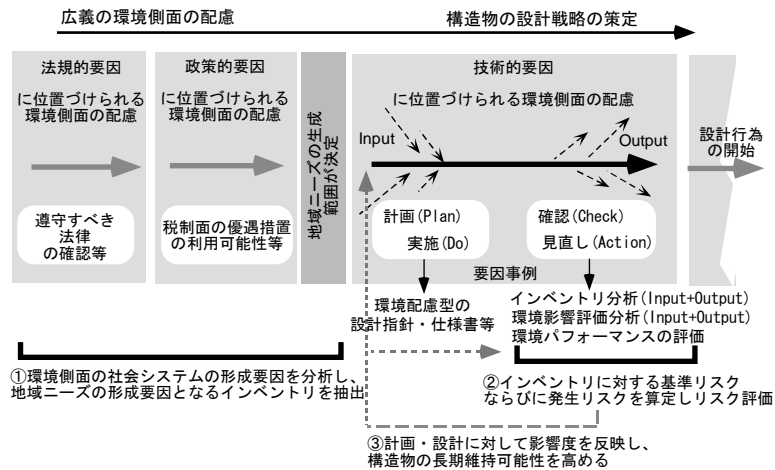 広義の環境側面の配慮
構造物の設計戦略の策定
法規的要因
に位置づけられる
環境側面の配慮
遵守すべき
法律
の確認等
政策的要因
に位置づけられる
環境側面の配慮
税制面の優遇措置
の利用可能性等
地域ニーズの生成
範囲が決定
技術的要因
に位置づけられる環境側面の配慮
Input
Output
計画(Plan)
実施(Do)
確認(Check)
見直し(Action)
要因事例
設計行為
の開始
環境配慮型の
設計指針・仕様書等
インベントリ分析(Input+Output)
環境影響評価分析(Input+Output)
環境パフォーマンスの評価
①環境側面の社会システムの形成要因を分析し、
地域ニーズの形成要因となるインベントリを抽出
②インベントリに対する基準リスク
ならびに発生リスクを算定しリスク評価
③計画・設計に対して影響度を反映し、
構造物の長期維持可能性を高める